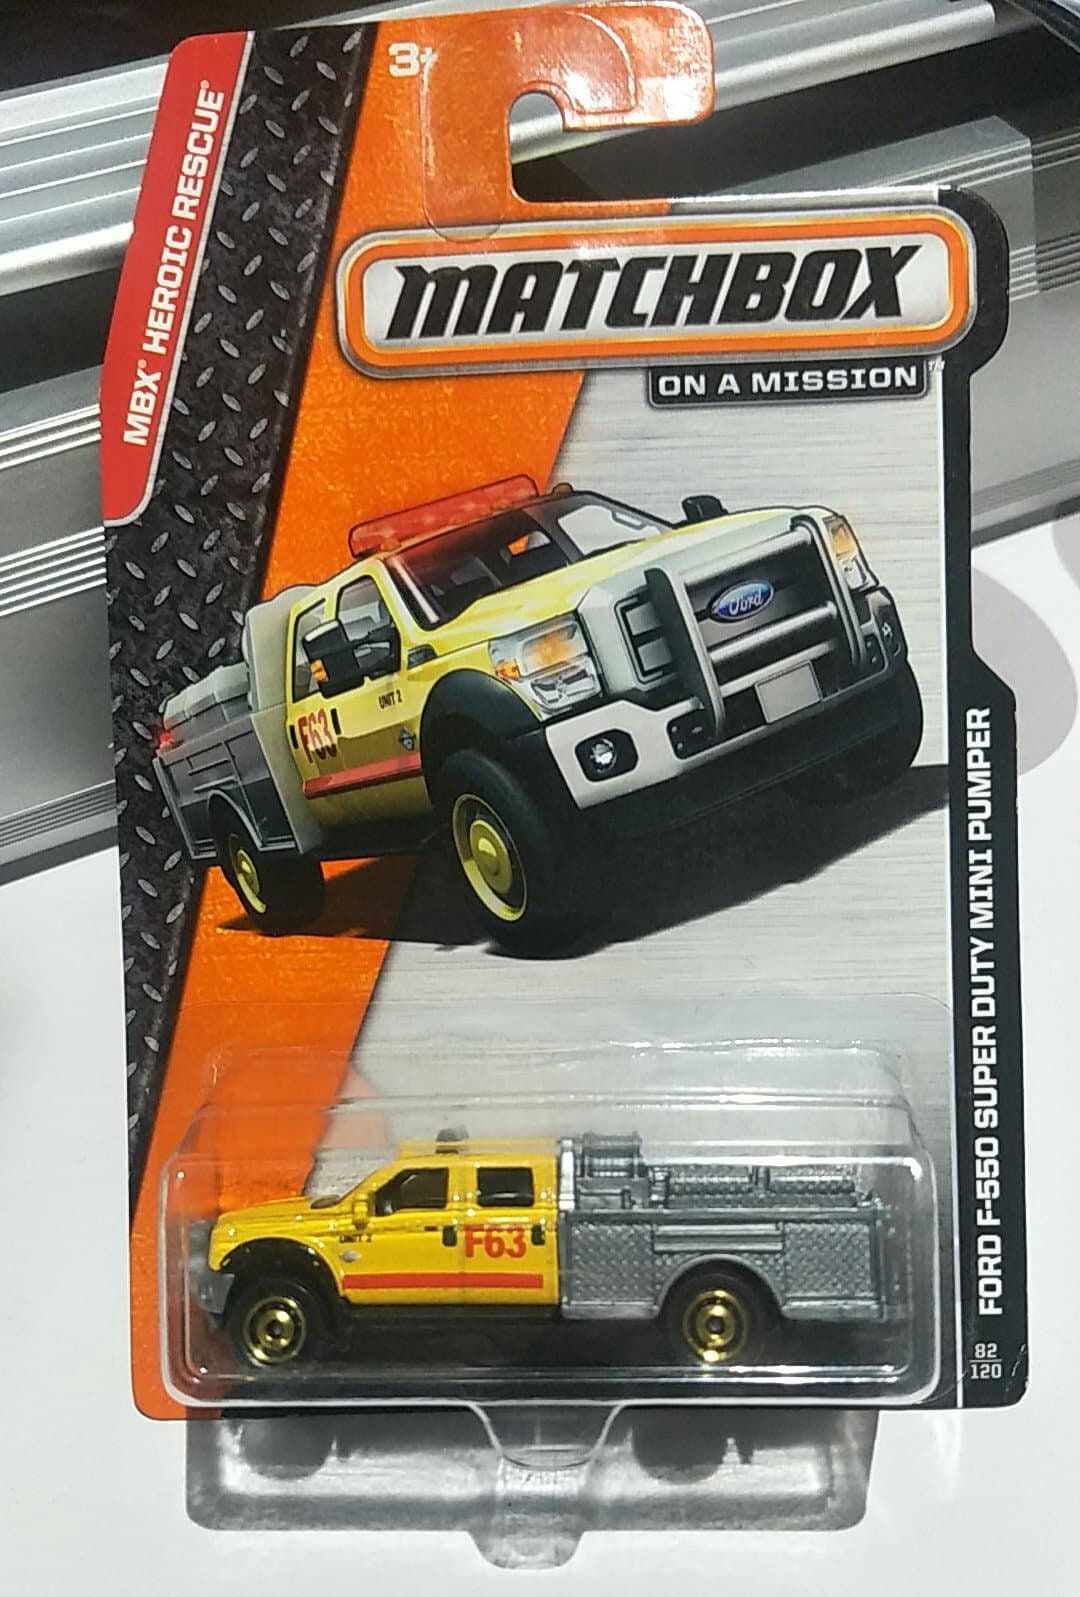 3+
MBX® HEROIC RESCUE®
MATCHBOX
ON A MISSION™
Ford
UNIT 2
F63
UNIT 2
F63
FORD F-550 SUPER DUTY MINI PUMPER
82
120